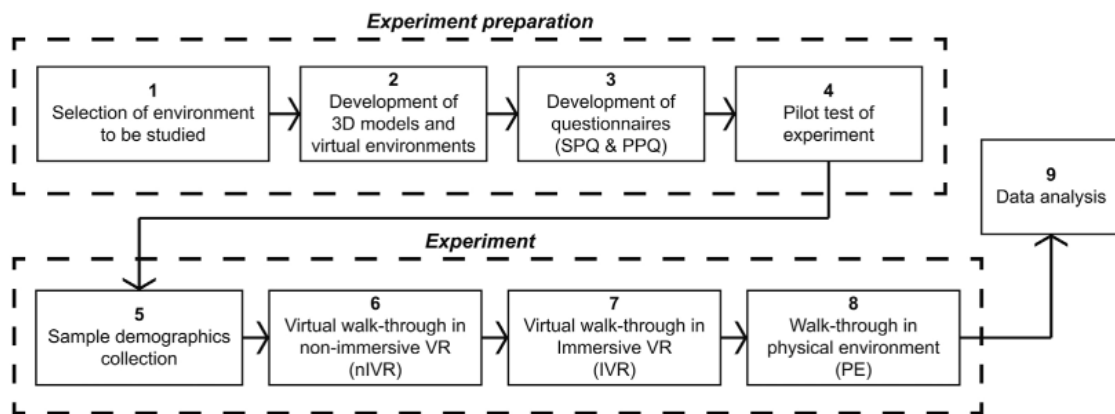 Experiment preparation
1
Selection of environment
to be studied
2
Development of
3D models and
virtual environments
3
Development of
questionnaires
(SPQ & PPQ)
4
Pilot test of
experiment
9
Data analysis
Experiment
5
Sample demographics
collection
6
Virtual walk-through in
non-immersive VR
(nIVR)
7
Virtual walk-through in
Immersive VR
(IVR)
8
Walk-through in
physical environment
(PE)